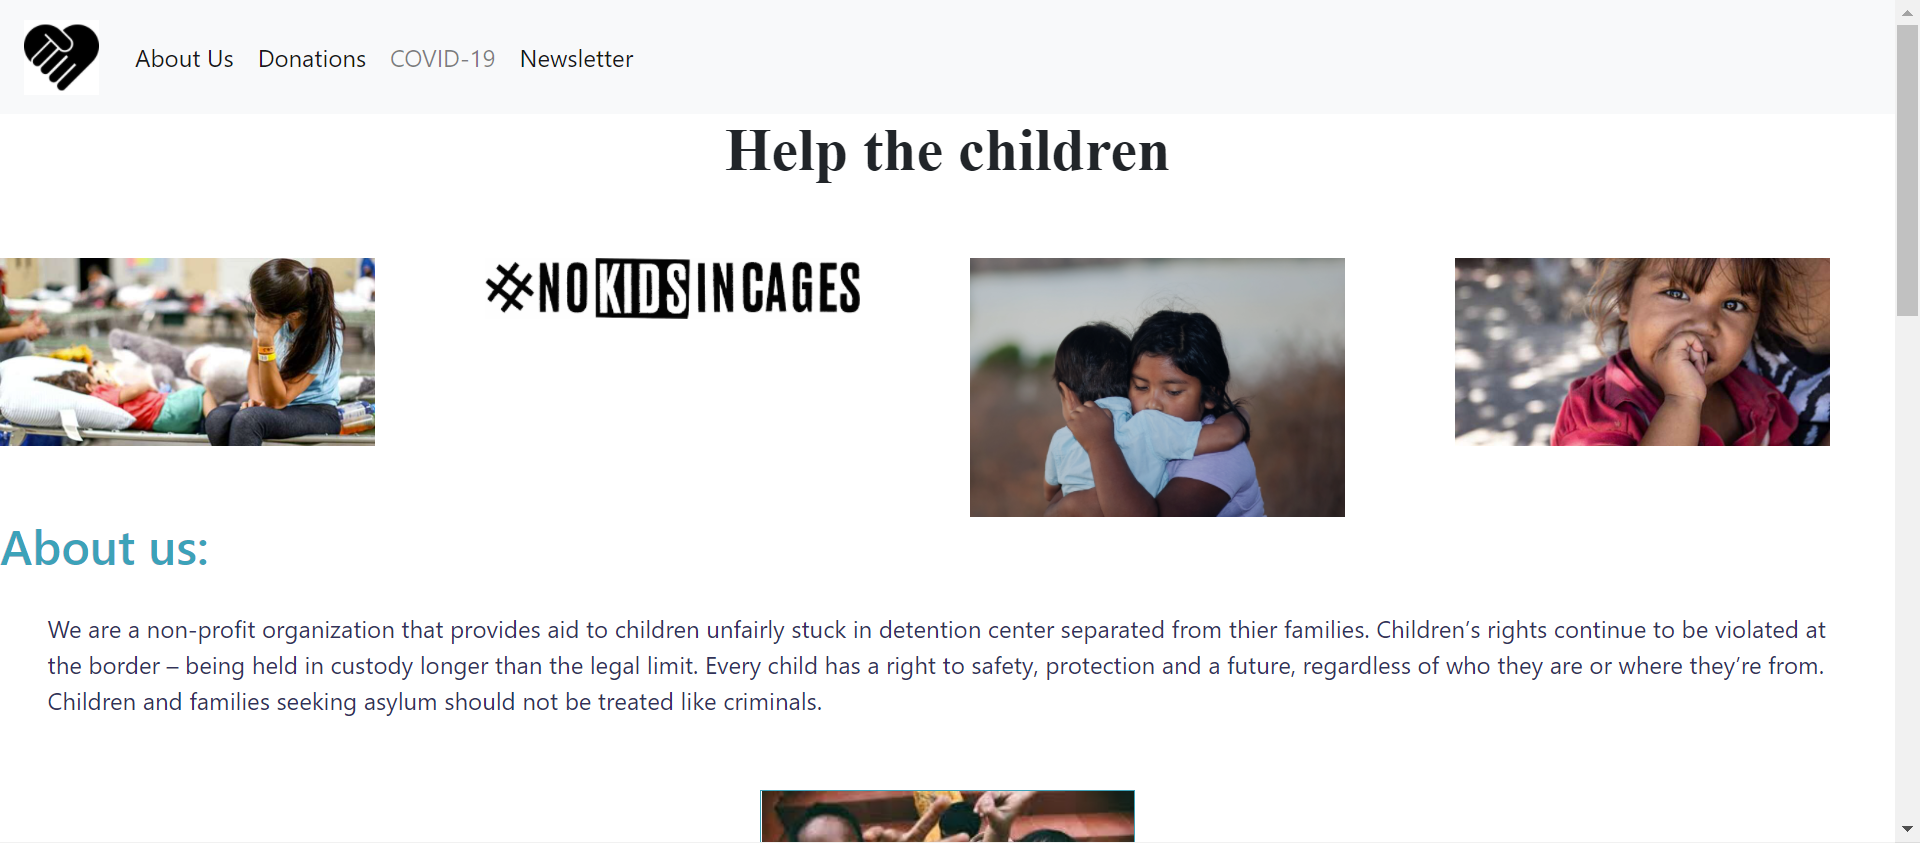 About Us Donations COVID-19 Newsletter
Help the children
#NOKIDSINCAGES
About us:
We are a non-profit organization that provides aid to children unfairly stuck in detention center separated from thier families. Children’s rights continue to be violated at
the border – being held in custody longer than the legal limit. Every child has a right to safety, protection and a future, regardless of who they are or where they’re from.
Children and families seeking asylum should not be treated like criminals.